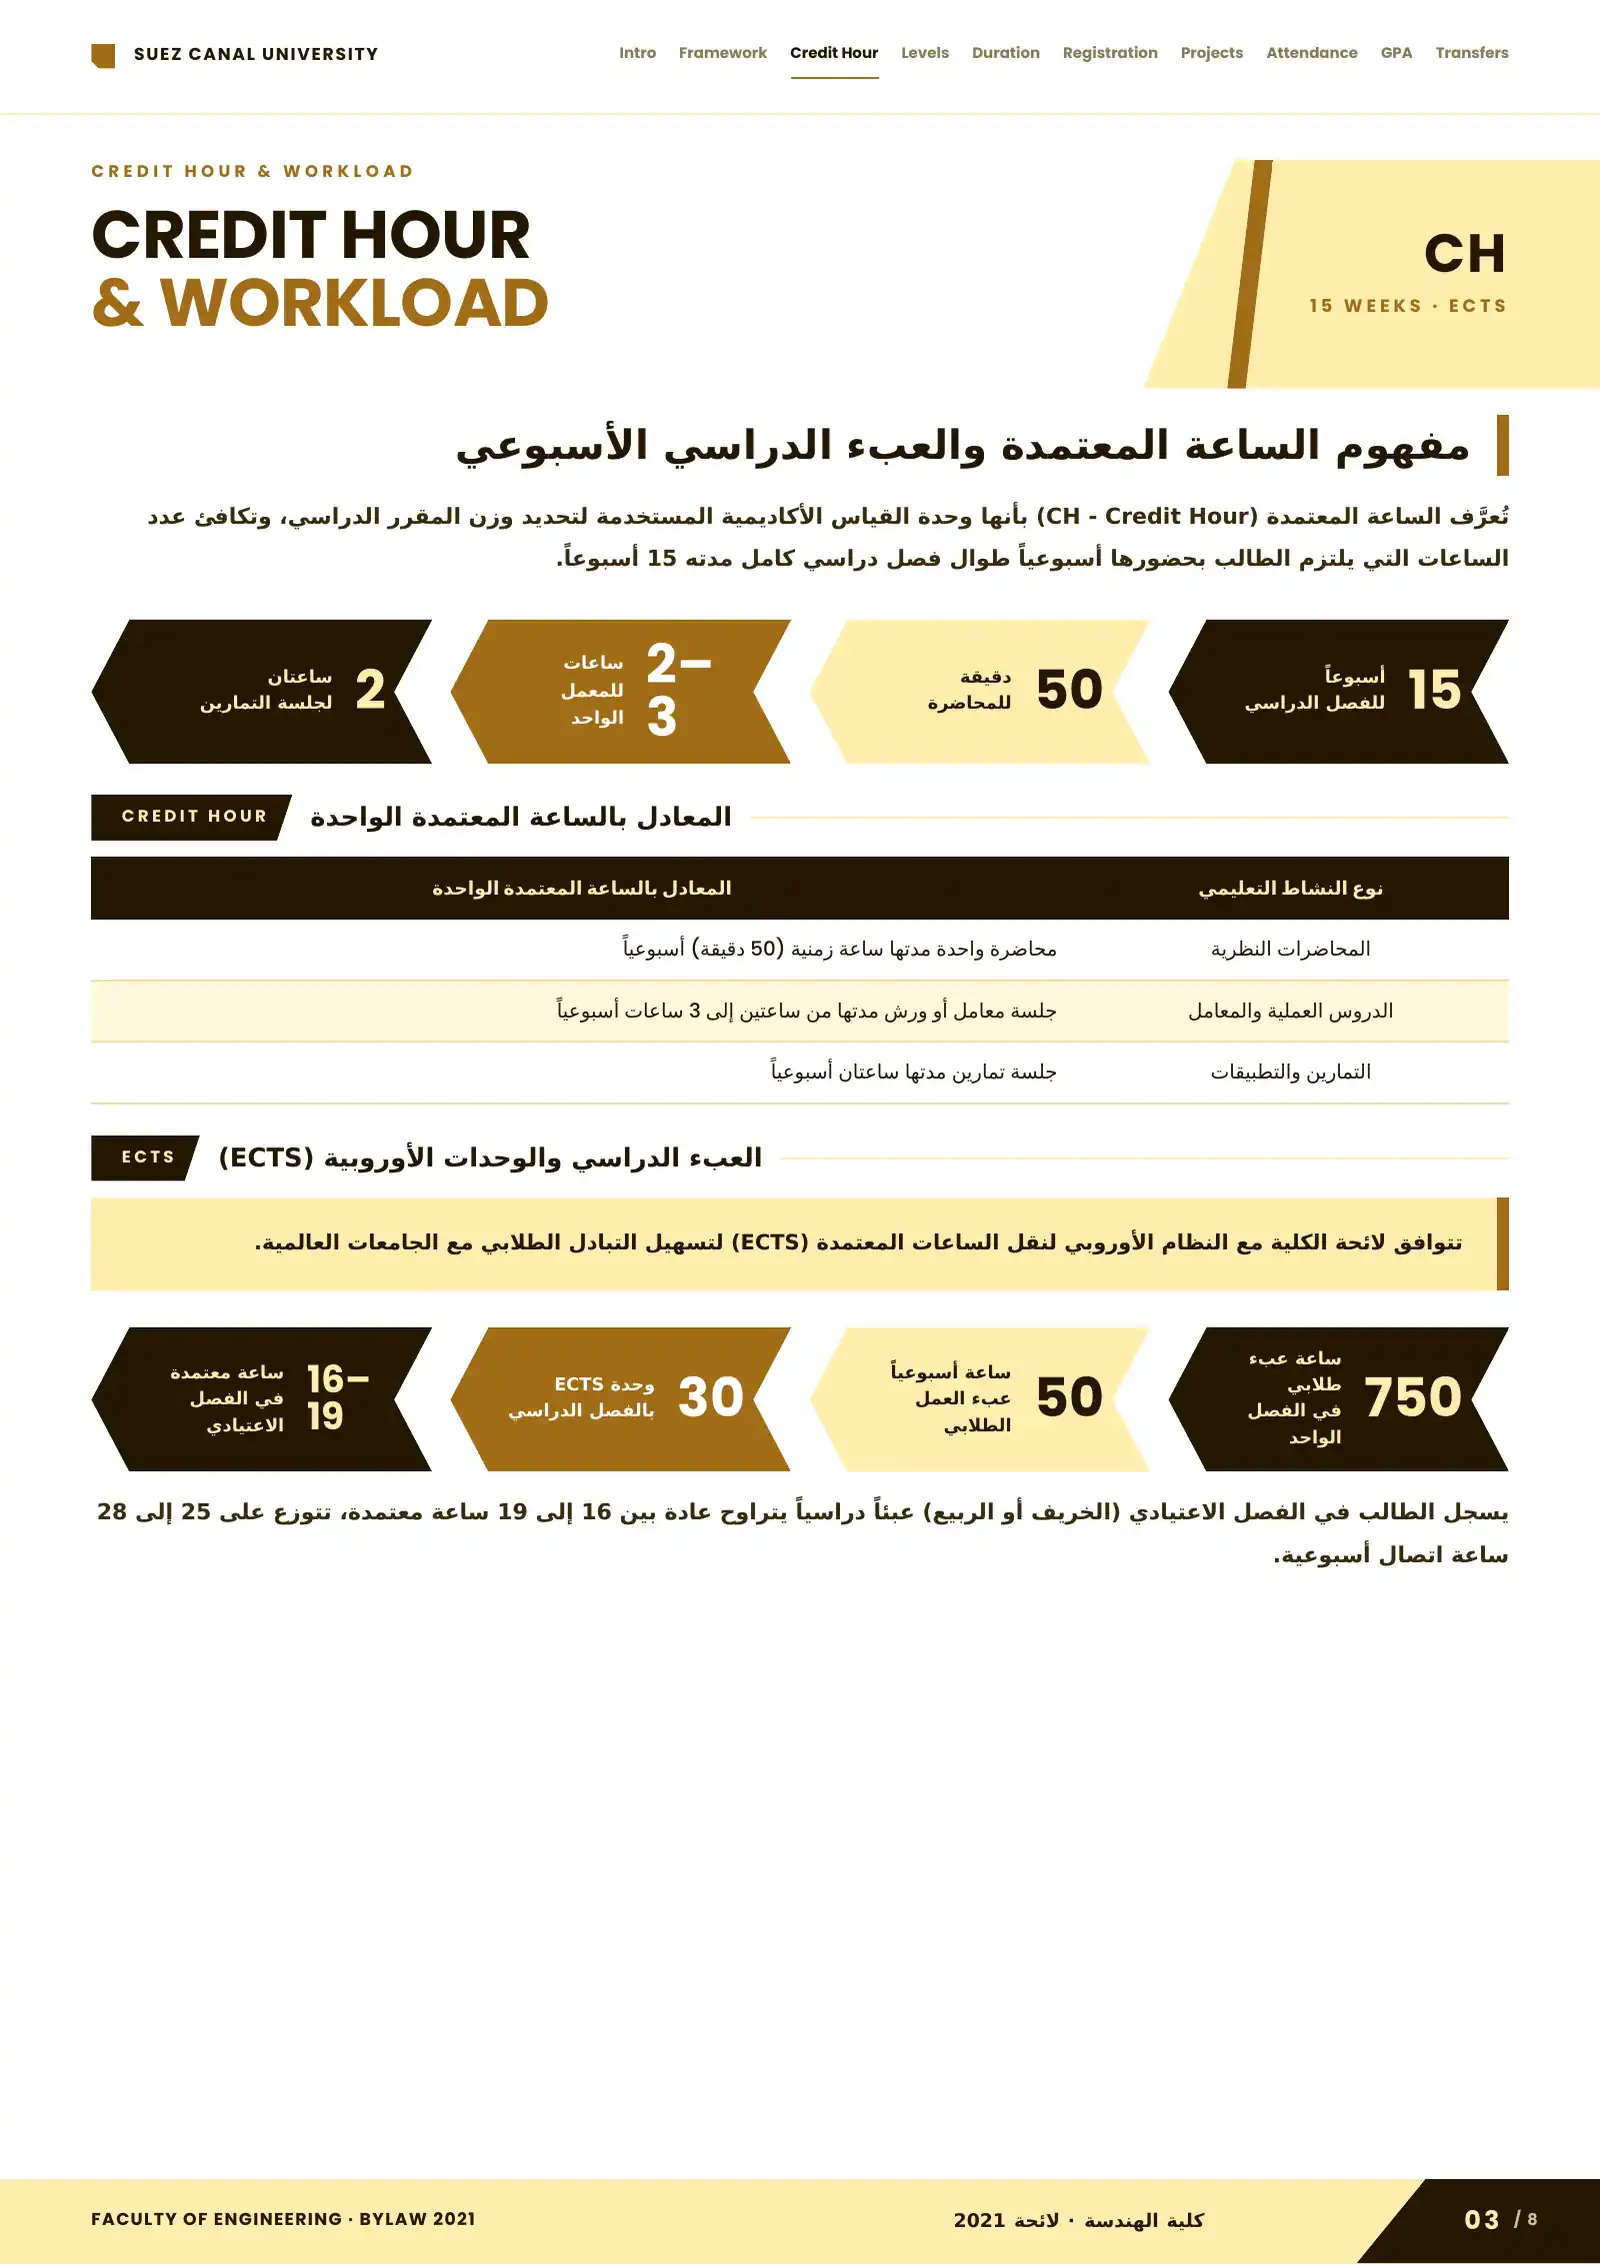 SUEZ CANAL UNIVERSITY
Intro Framework Credit Hour Levels Duration Registration Projects Attendance GPA Transfers
CREDIT HOUR & WORKLOAD
CREDIT HOUR
& WORKLOAD
CH
15 WEEKS · ECTS
مفهوم الساعة المعتمدة والعبء الدراسي الأسبوعي
تُعرَّف الساعة المعتمدة (CH - Credit Hour) بأنها وحدة القياس الأكاديمية المستخدمة لتحديد وزن المقرر الدراسي، وتكافئ عدد
الساعات التي يلتزم الطالب بحضورها أسبوعياً طوال فصل دراسي كامل مدته 15 أسبوعاً.
15
أسبوعاً
للفصل الدراسي
50
دقيقة
للمحاضرة
2–
3
ساعات
للمعمل
الواحد
2
ساعتان
لجلسة التمارين
CREDIT HOUR
المعادل بالساعة المعتمدة الواحدة
نوع النشاط التعليمي
المعادل بالساعة المعتمدة الواحدة
المحاضرات النظرية
محاضرة واحدة مدتها ساعة زمنية (50 دقيقة) أسبوعياً
الدروس العملية والمعامل
جلسة معامل أو ورش مدتها من ساعتين إلى 3 ساعات أسبوعياً
التمارين والتطبيقات
جلسة تمارين مدتها ساعتان أسبوعياً
ECTS
العبء الدراسي والوحدات الأوروبية (ECTS)
تتوافق لائحة الكلية مع النظام الأوروبي لنقل الساعات المعتمدة (ECTS) لتسهيل التبادل الطلابي مع الجامعات العالمية.
750
ساعة عبء
طلابي
في الفصل
الواحد
50
ساعة أسبوعياً
عبء العمل
الطلابي
30
وحدة ECTS
بالفصل الدراسي
16–
19
ساعة معتمدة
في الفصل
الاعتيادي
يسجل الطالب في الفصل الاعتيادي (الخريف أو الربيع) عبئاً دراسياً يتراوح عادة بين 16 إلى 19 ساعة معتمدة، تتوزع على 25 إلى 28
ساعة اتصال أسبوعية.
FACULTY OF ENGINEERING · BYLAW 2021
كلية الهندسة · لائحة 2021
03 / 8